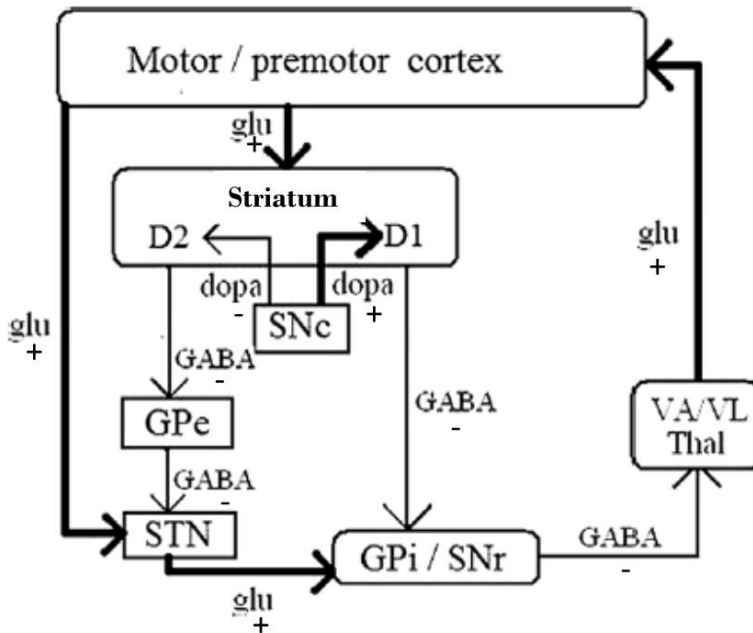 Motor / premotor cortex
glu
+
Striatum
D2
D1
dopa
-
dopa
+
SNc
glu
+
glu
+
GABA
-
GPe
GABA
-
VA/VL
Thal
GABA
-
STN
GPi / SNr
GABA
-
glu
+